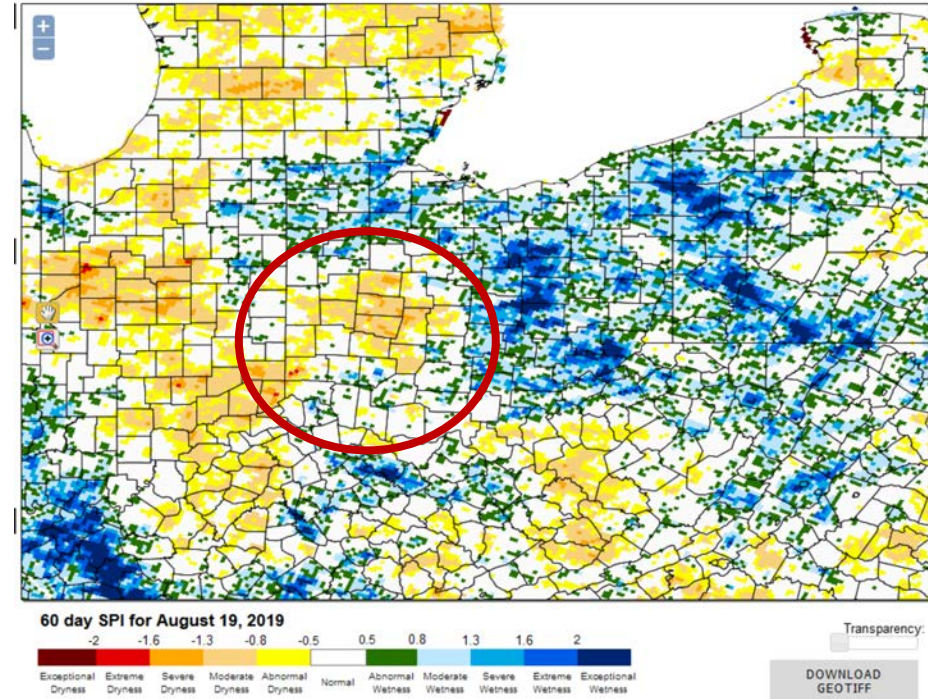 +
−
60 day SPI for August 19, 2019
-2 -1.6 -1.3 -0.8 -0.5 0.5 0.8 1.3 1.6 2
Exceptional Dryness
Extreme Dryness
Severe Dryness
Moderate Dryness
Abnormal Dryness
Normal
Abnormal Wetness
Moderate Wetness
Severe Wetness
Extreme Wetness
Exceptional Wetness
Transparency:
DOWNLOAD
GEOTIFF